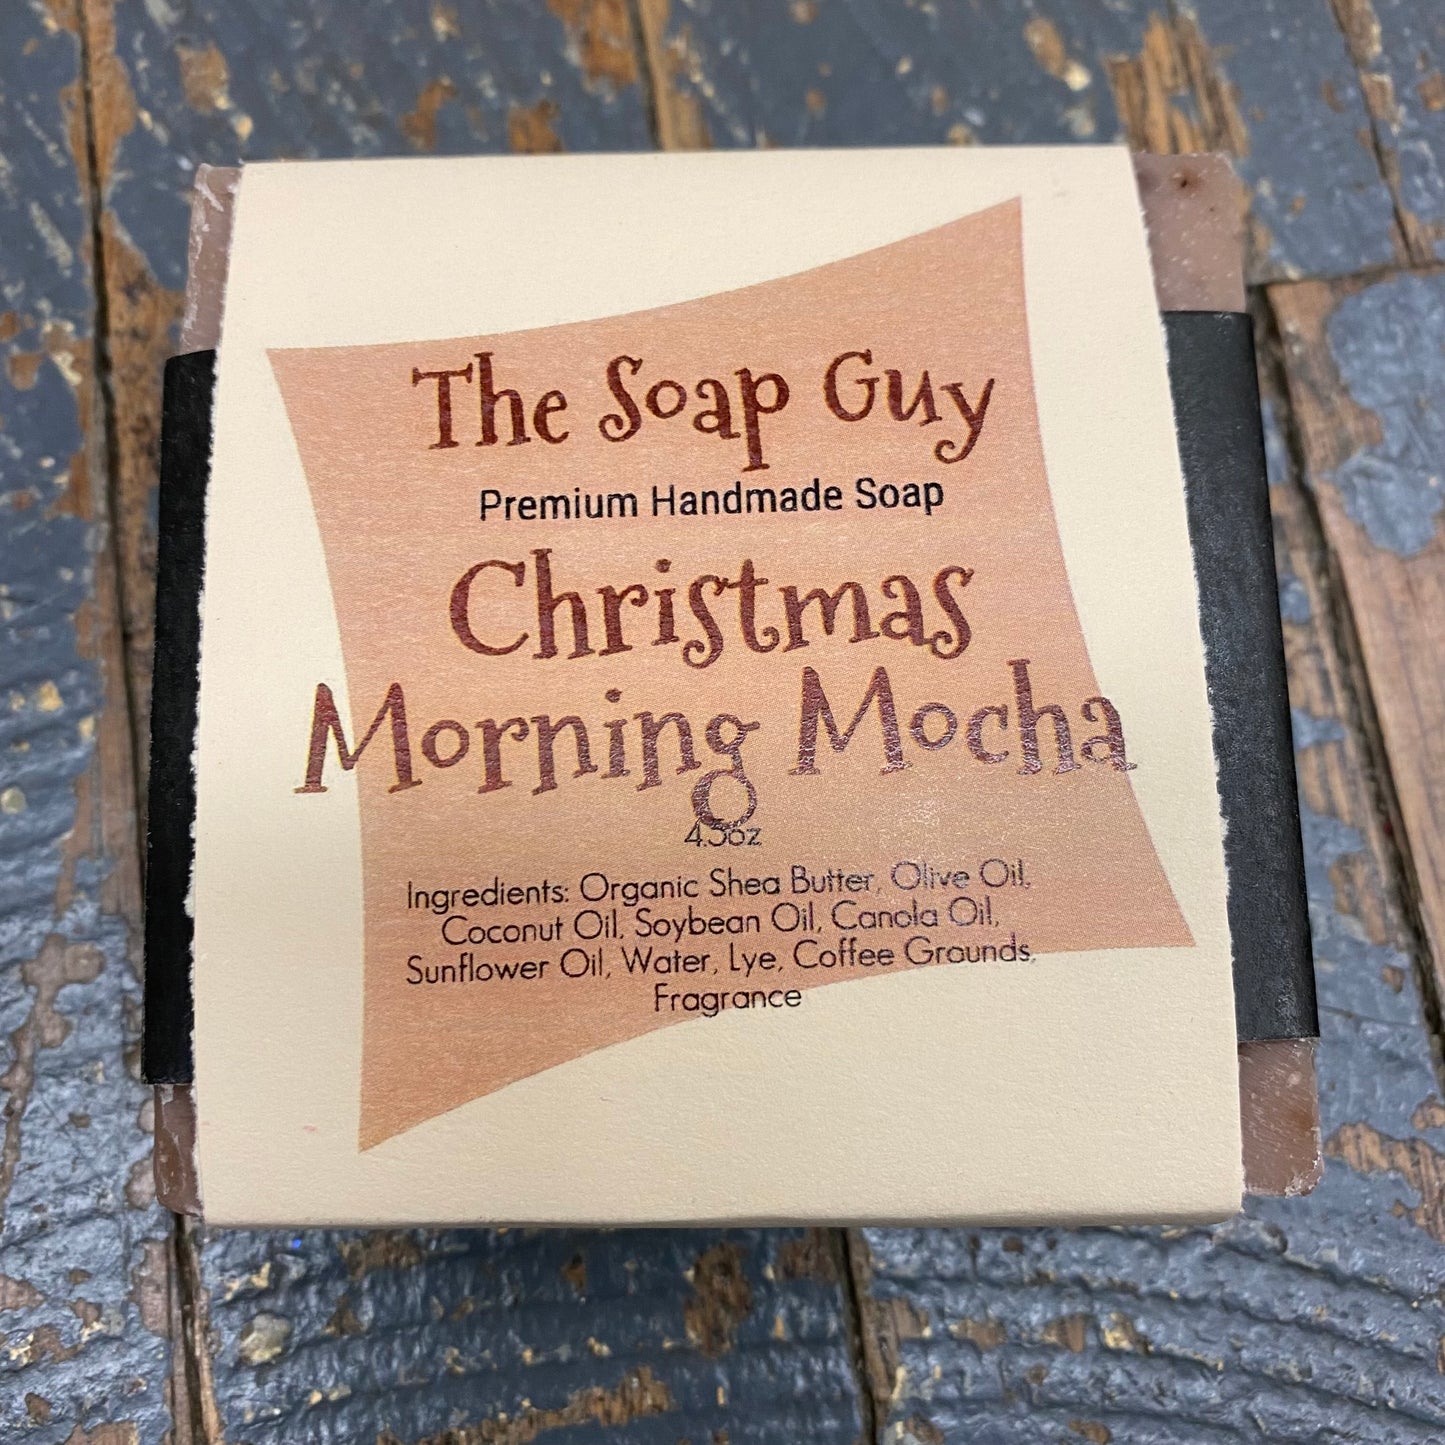 The Soap Guy
Premium Handmade Soap
Christmas
Morning Mocha
4.5oz
Ingredients: Organic Shea Butter, Olive Oil,
Coconut Oil, Soybean Oil, Canola Oil,
Sunflower Oil, Water, Lye, Coffee Grounds,
Fragrance